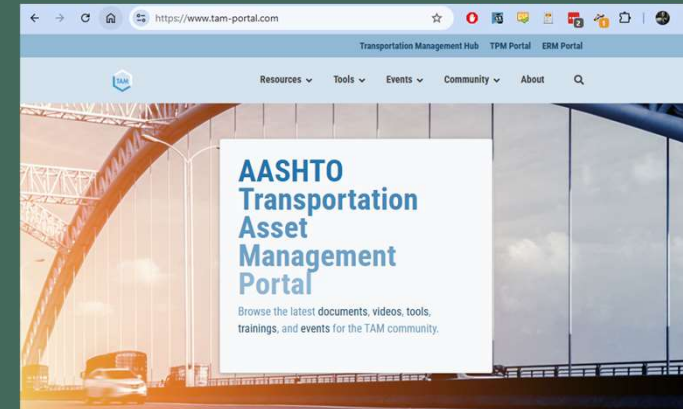 https://www.tam-portal.com
Transportation Management Hub TPM Portal ERM Portal
TAM
Resources Tools Events Community About
AASHTO
Transportation
Asset
Management
Portal
Browse the latest documents, videos, tools,
trainings, and events for the TAM community.